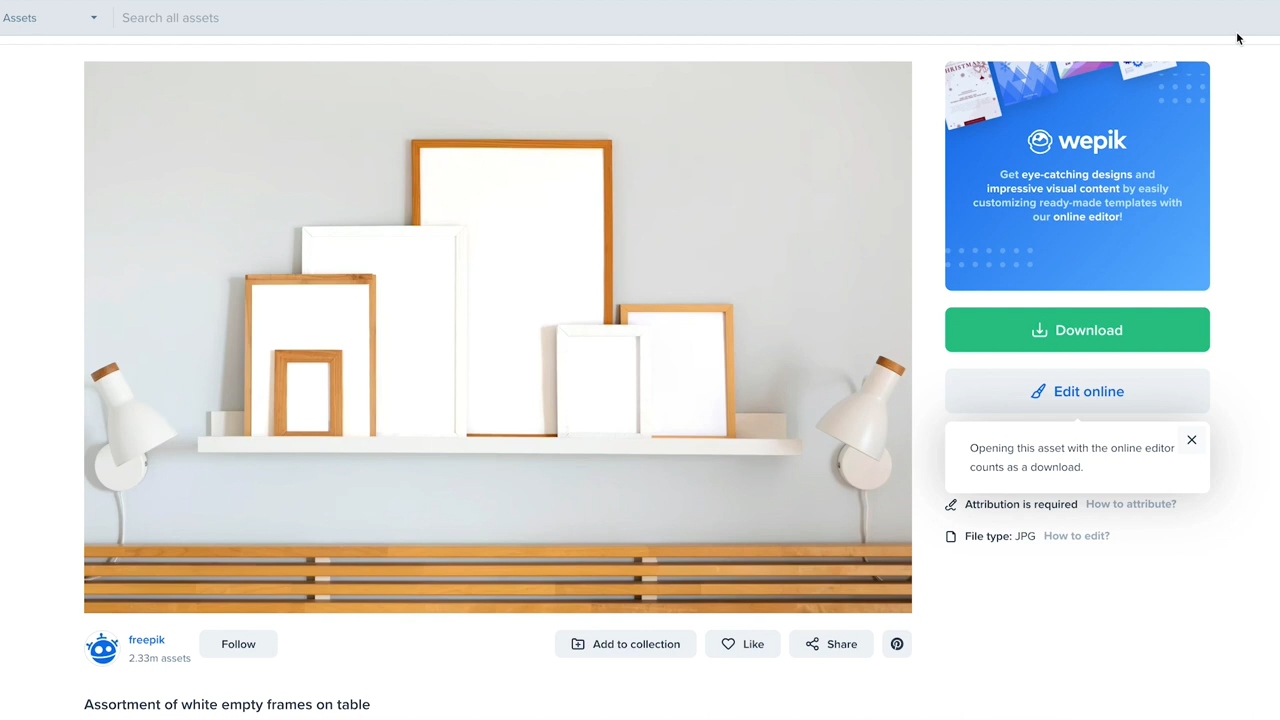 Assets
Search all assets
CHRISTMAS
wepik
Get eye-catching designs and
impressive visual content by easily
customizing ready-made templates with
our online editor!
Download
Edit online
Opening this asset with the online editor
counts as a download.
Attribution is required How to attribute?
File type: JPG How to edit?
freepik
2.33m assets
Follow
Add to collection
Like
Share
Assortment of white empty frames on table